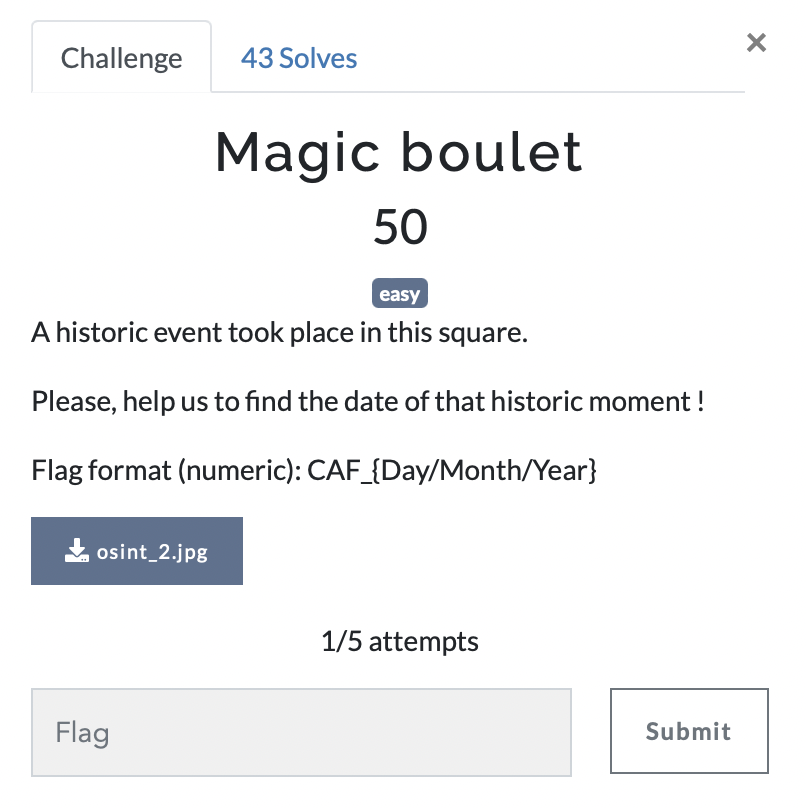 Challenge
43 Solves
×
Magic boulet
50
easy
A historic event took place in this square.
Please, help us to find the date of that historic moment !
Flag format (numeric): CAF_{Day/Month/Year}
osint_2.jpg
1/5 attempts
Flag
Submit